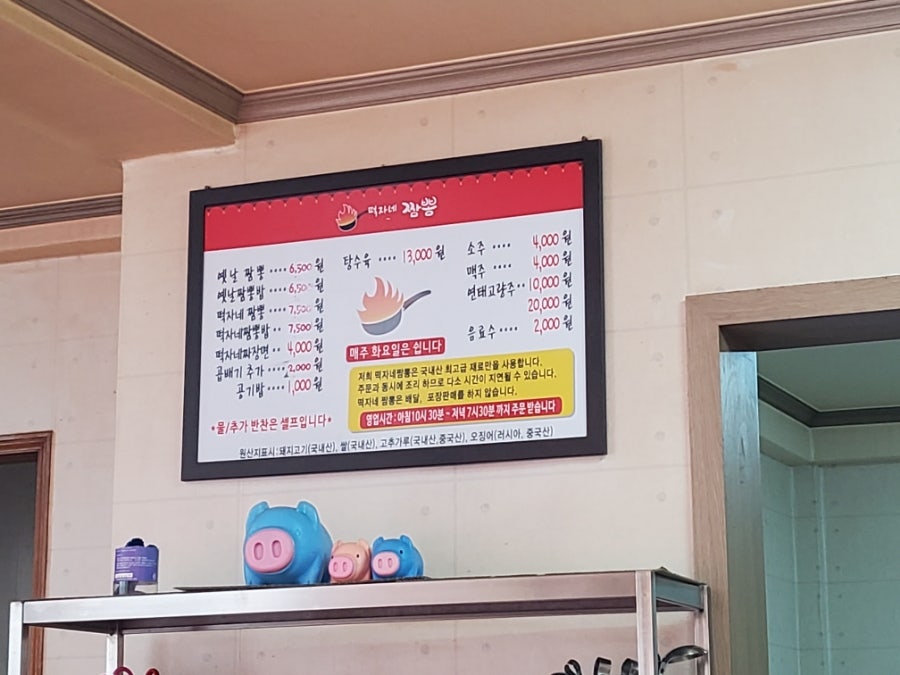 떡자네 짬뽕
옛날 짬뽕 ···· 6,500원
옛날짬뽕밥 ···· 6,500원
떡자네 짬뽕 ···· 7,500원
떡자네짬뽕밥 ·· 7,500원
떡자네짜장면 ·· 4,000원
곱배기 추가 ···· 2,000원
공기밥 ···· 1,000원
*물/추가 반찬은 셀프입니다*
탕수육 ···· 13,000원
매주 화요일은 쉽니다
저희 떡자네짬뽕은 국내산 최고급 재료만을 사용합니다.
주문과 동시에 조리 하므로 다소 시간이 지연될 수 있습니다.
떡자네 짬뽕은 배달, 포장판매를 하지 않습니다.
영업시간 : 아침10시 30분 ~ 저녁 7시30분 까지 주문 받습니다
소주 ···· 4,000원
맥주 ···· 4,000원
연태고량주 ·· 10,000원
20,000원
음료수 ···· 2,000원
원산지표시:돼지고기(국내산), 쌀(국내산), 고추가루(국내산,중국산), 오징어(러시아, 중국산)